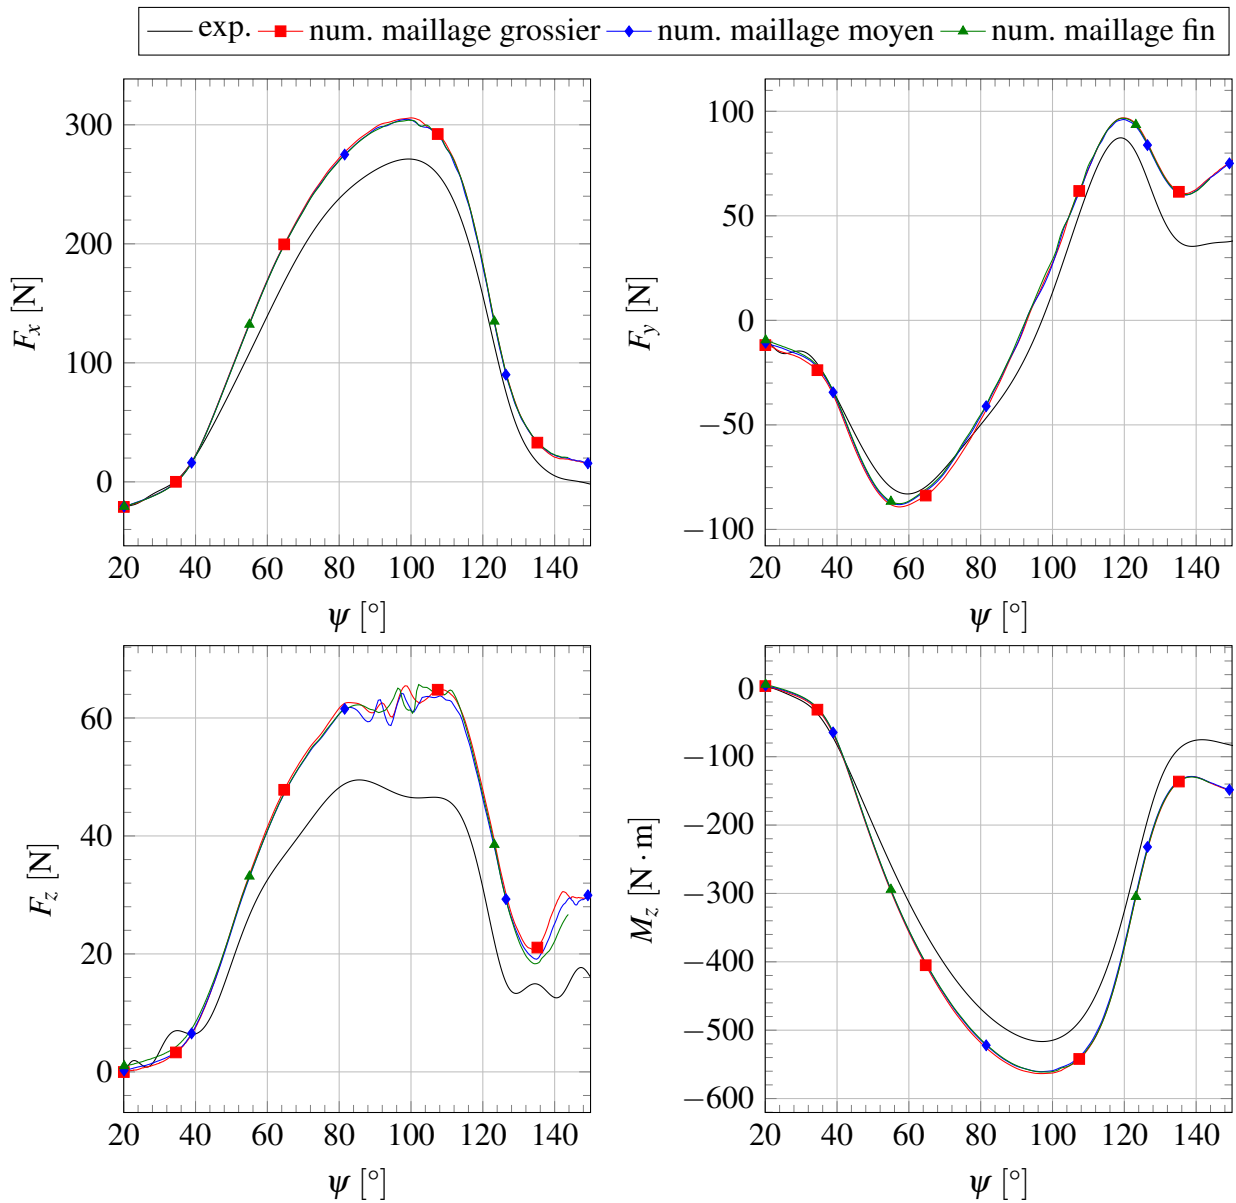 exp. num. maillage grossier num. maillage moyen num. maillage fin
300
200
100
0
F_x [N]
20 40 60 80 100 120 140
ψ [°]
100
50
0
−50
−100
F_y [N]
20 40 60 80 100 120 140
ψ [°]
60
40
20
0
F_z [N]
20 40 60 80 100 120 140
ψ [°]
0
−100
−200
−300
−400
−500
−600
M_z [N · m]
20 40 60 80 100 120 140
ψ [°]